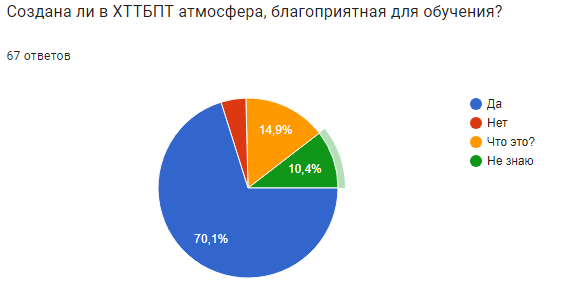 Создана ли в ХТТБПТ атмосфера, благоприятная для обучения?
67 ответов
Да
Нет
Что это?
Не знаю
14,9%
10,4%
70,1%